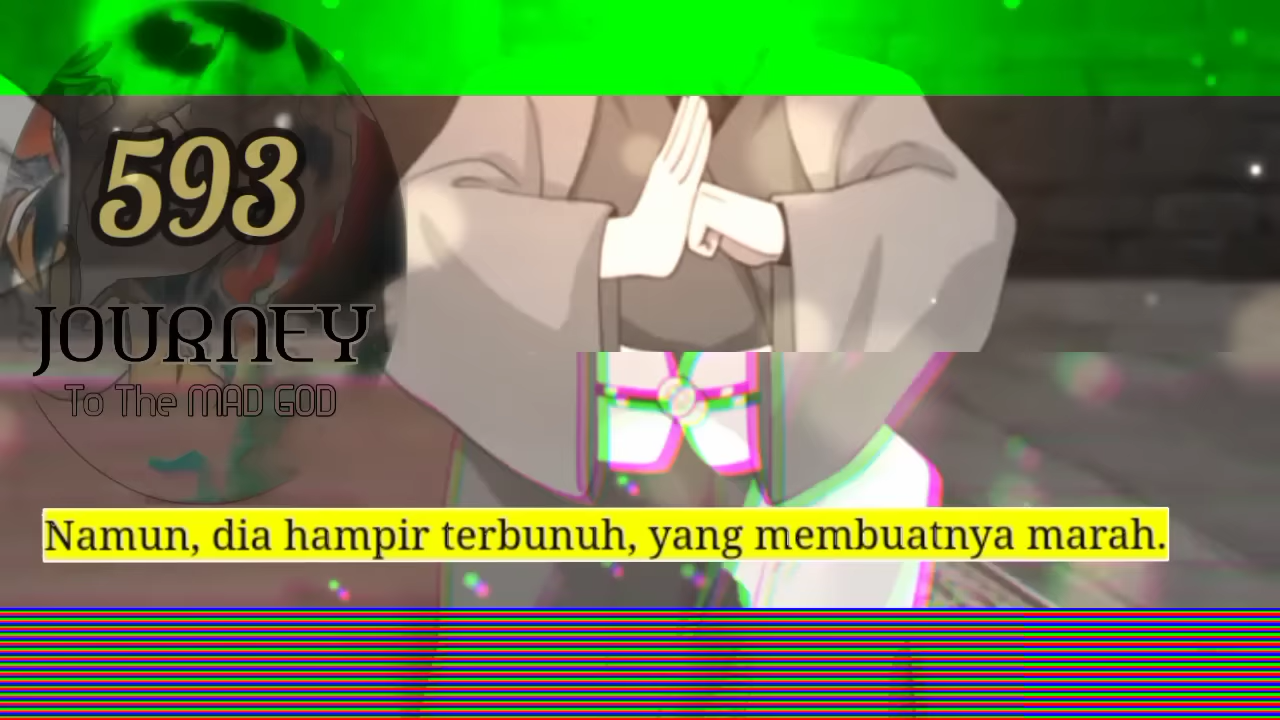 593
JOURNEY
To The MAD GOD
Namun, dia hampir terbunuh, yang membuatnya marah.